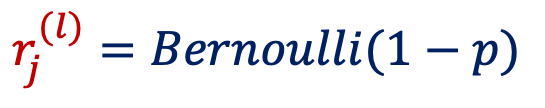 r_j^(l) = Bernoulli(1 − p)